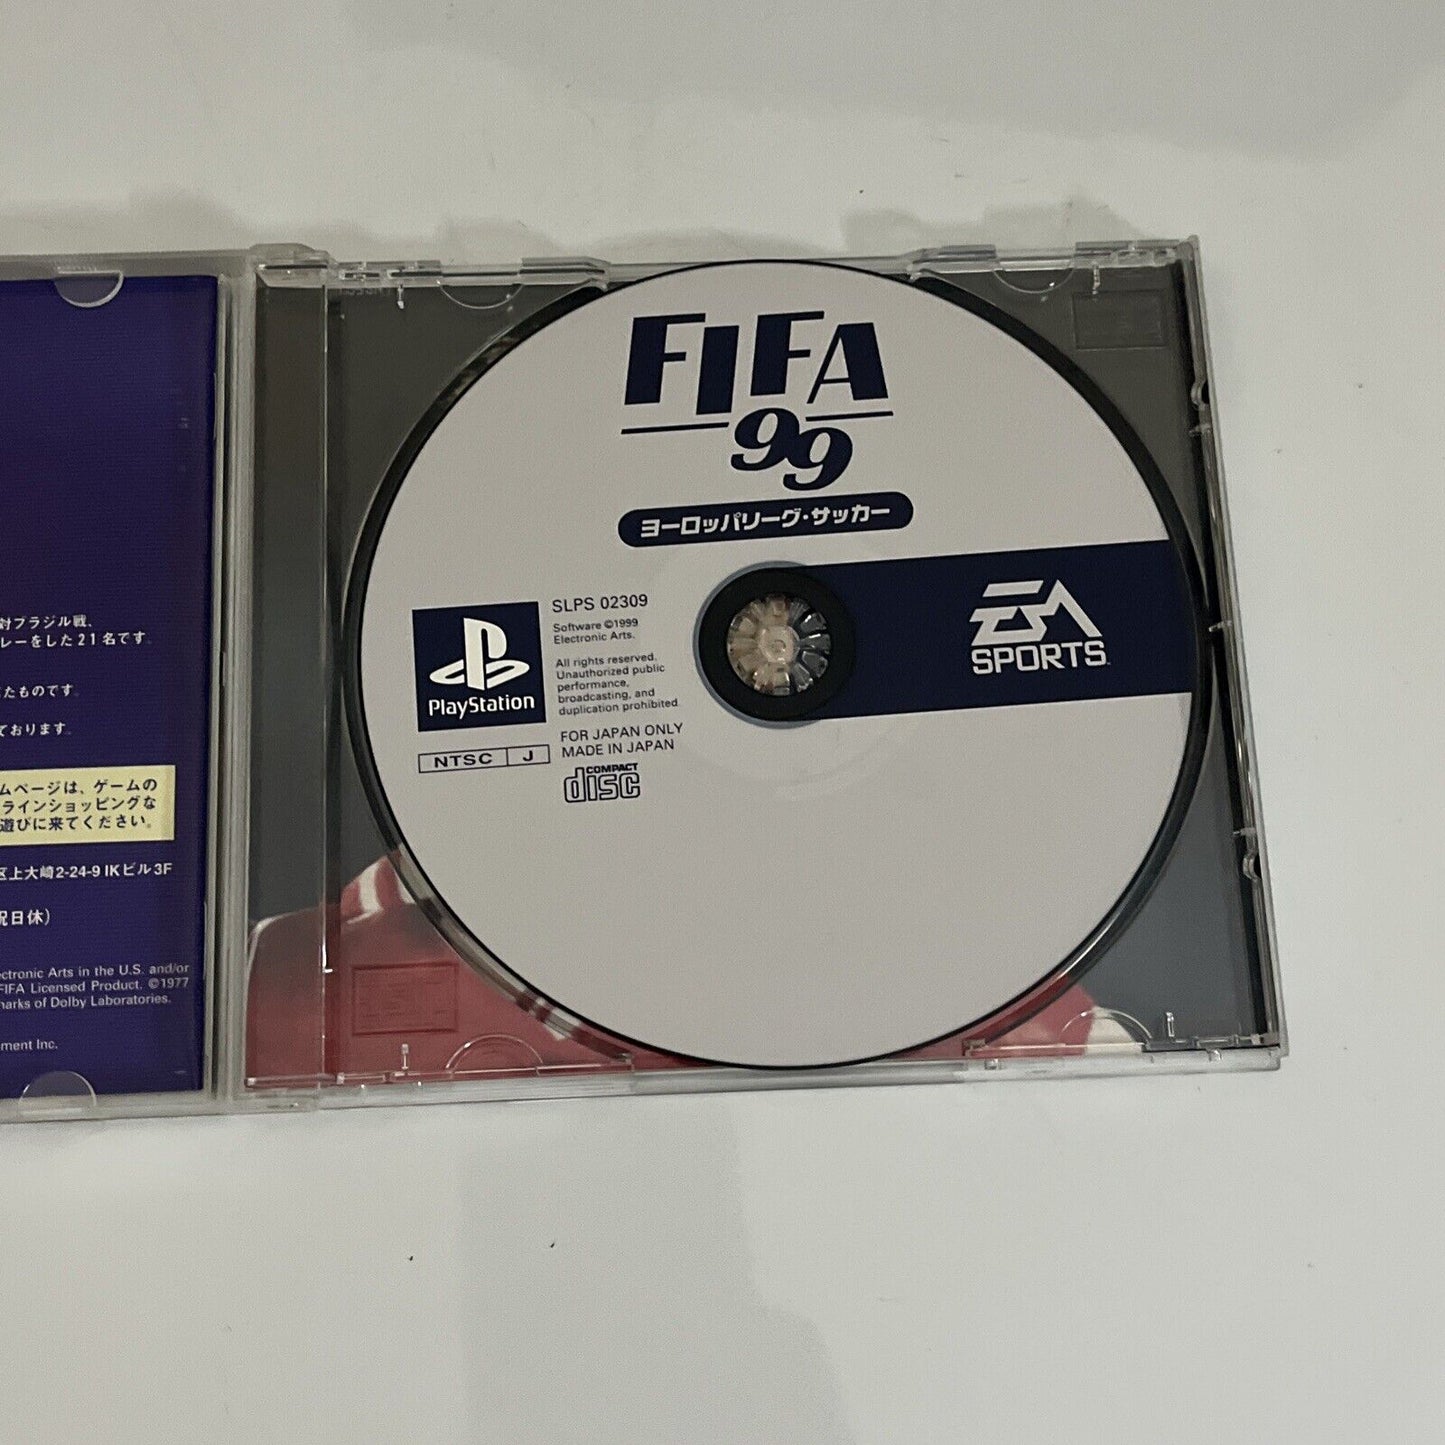 対ブラジル戦、
レーをした21名です。
たものです。
ております。
ムページは、ゲームの
ラインショッピングな
遊びに来てください。
区上大崎2-24-9 IKビル3F
祝日休)
ectronic Arts in the U.S. and/or
FIFA Licensed Product. ©1977
marks of Dolby Laboratories.
ment Inc.
FIFA
99
ヨーロッパリーグ・サッカー
SLPS 02309
Software ©1999
Electronic Arts.
All rights reserved.
Unauthorized public
performance,
broadcasting, and
duplication prohibited.
FOR JAPAN ONLY
MADE IN JAPAN
PlayStation
NTSC J
COMPACT
disc
EA
SPORTS